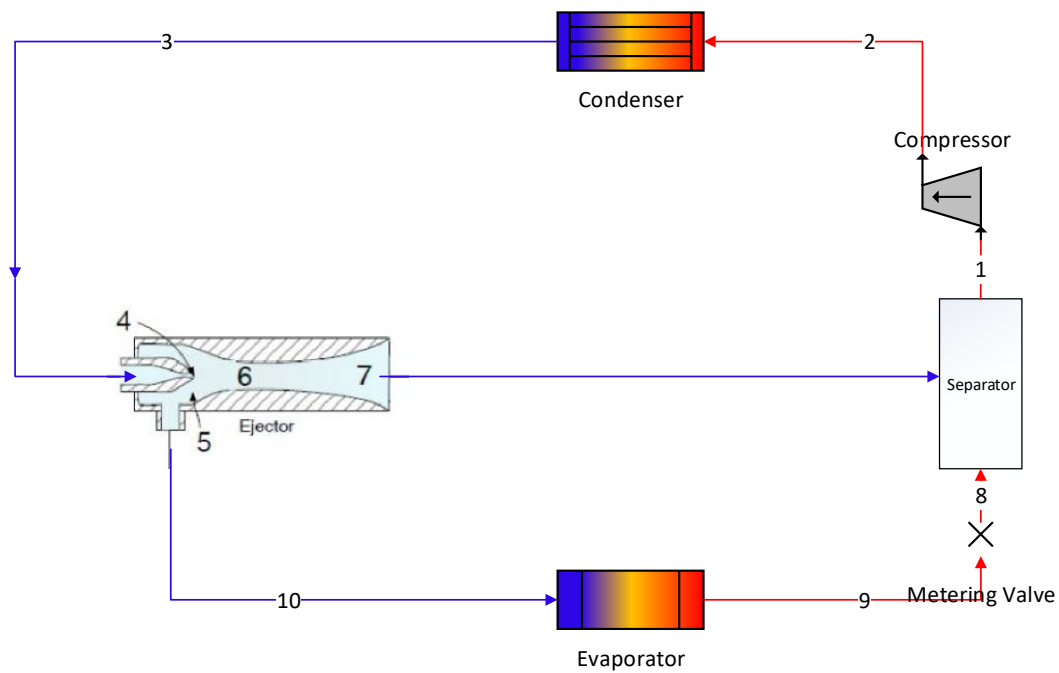 3
2
Condenser
Compressor
1
4
6
7
Separator
Ejector
5
8
10
9
Metering Valve
Evaporator